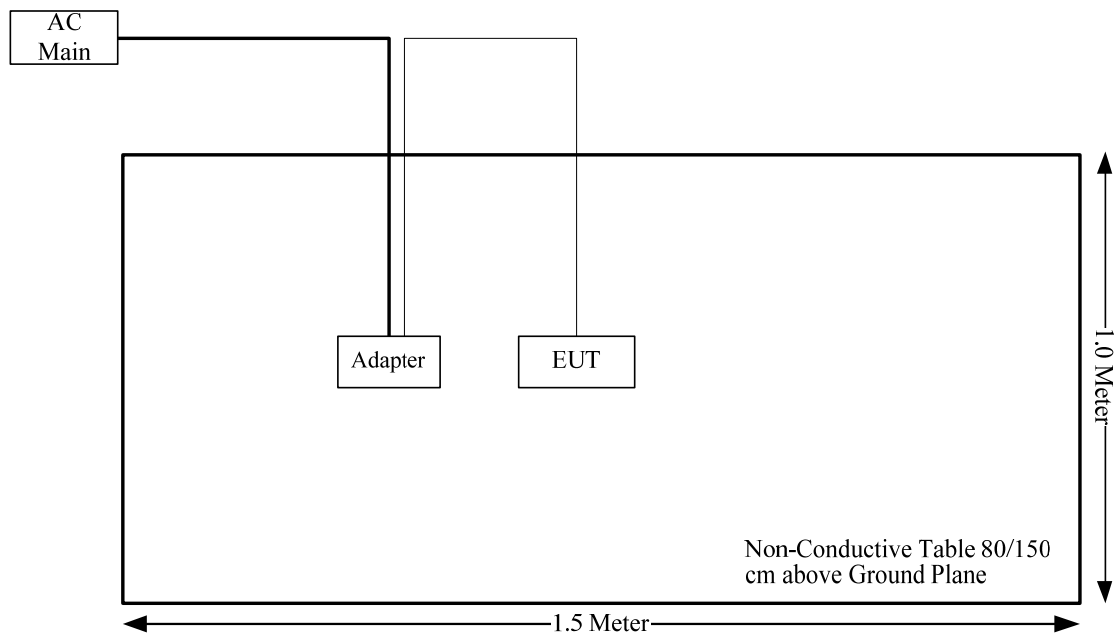 AC
Main
Adapter
EUT
1.0 Meter
Non-Conductive Table 80/150
cm above Ground Plane
1.5 Meter